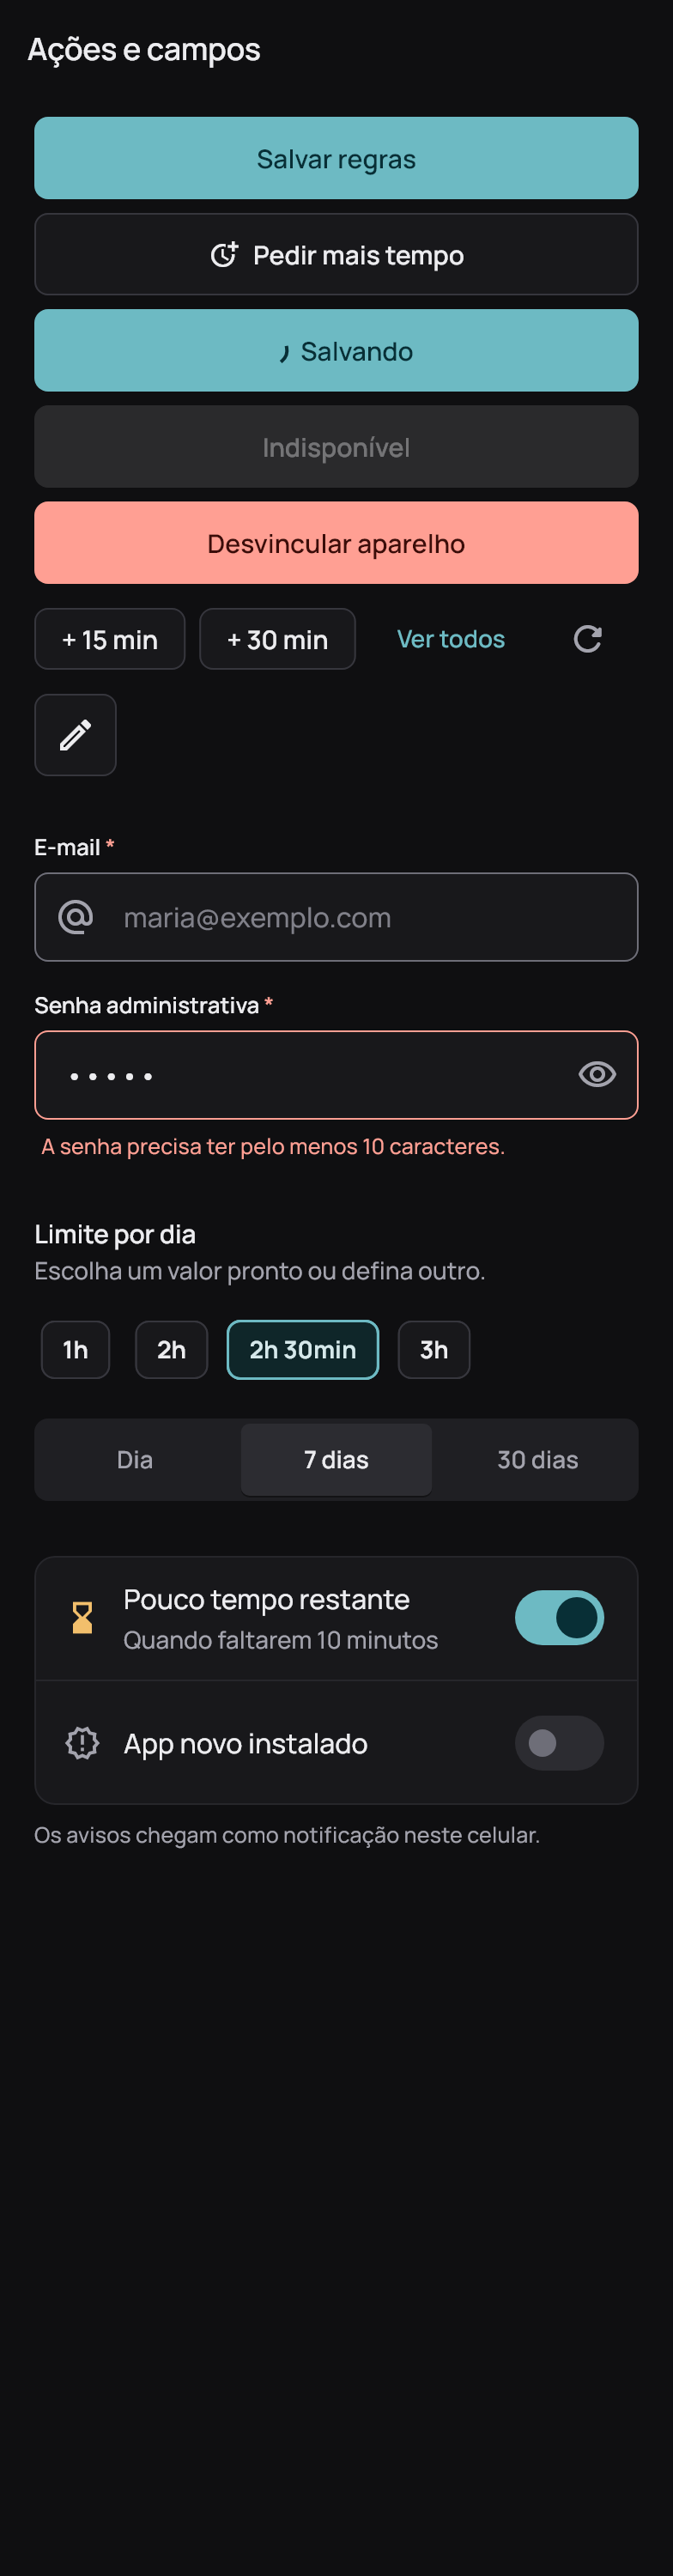 Ações e campos
Salvar regras
Pedir mais tempo
Salvando
Indisponível
Desvincular aparelho
+ 15 min + 30 min Ver todos
E-mail *
maria@exemplo.com
Senha administrativa *
•••••
A senha precisa ter pelo menos 10 caracteres.
Limite por dia
Escolha um valor pronto ou defina outro.
1h 2h 2h 30min 3h
Dia 7 dias 30 dias
Pouco tempo restante
Quando faltarem 10 minutos
App novo instalado
Os avisos chegam como notificação neste celular.